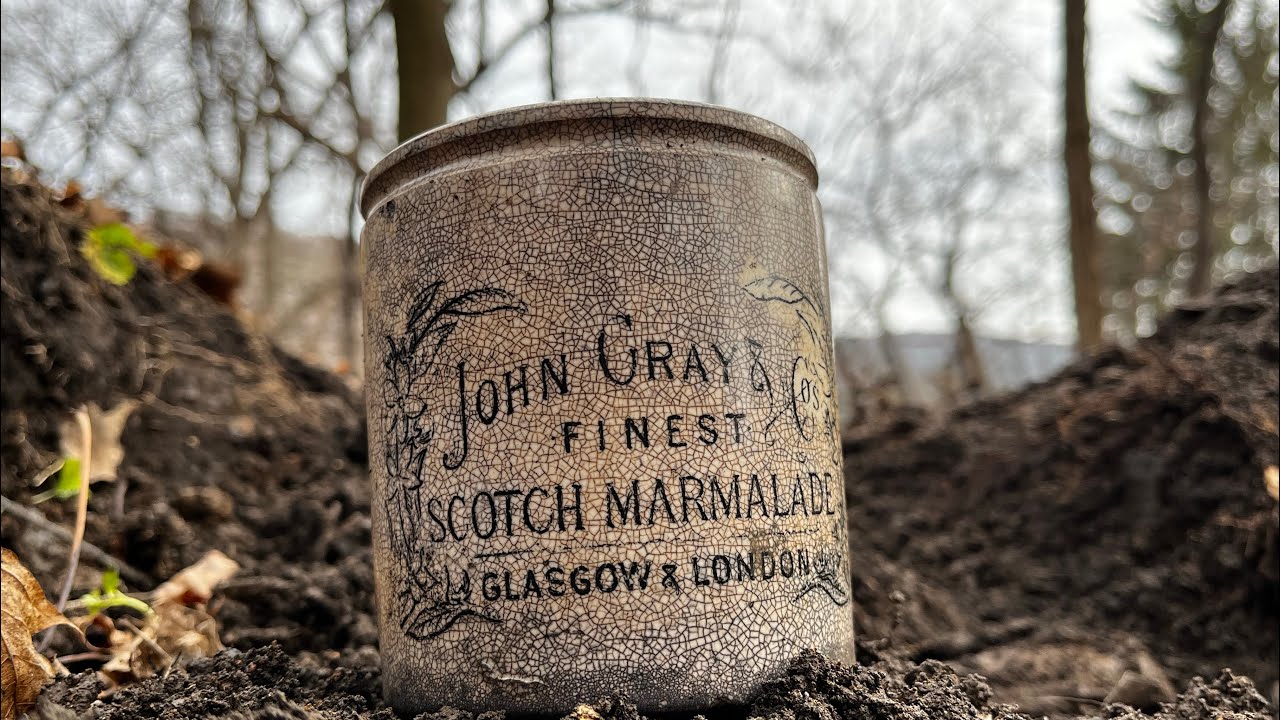 John Gray & Co's
FINEST
SCOTCH MARMALADE
GLASGOW & LONDON